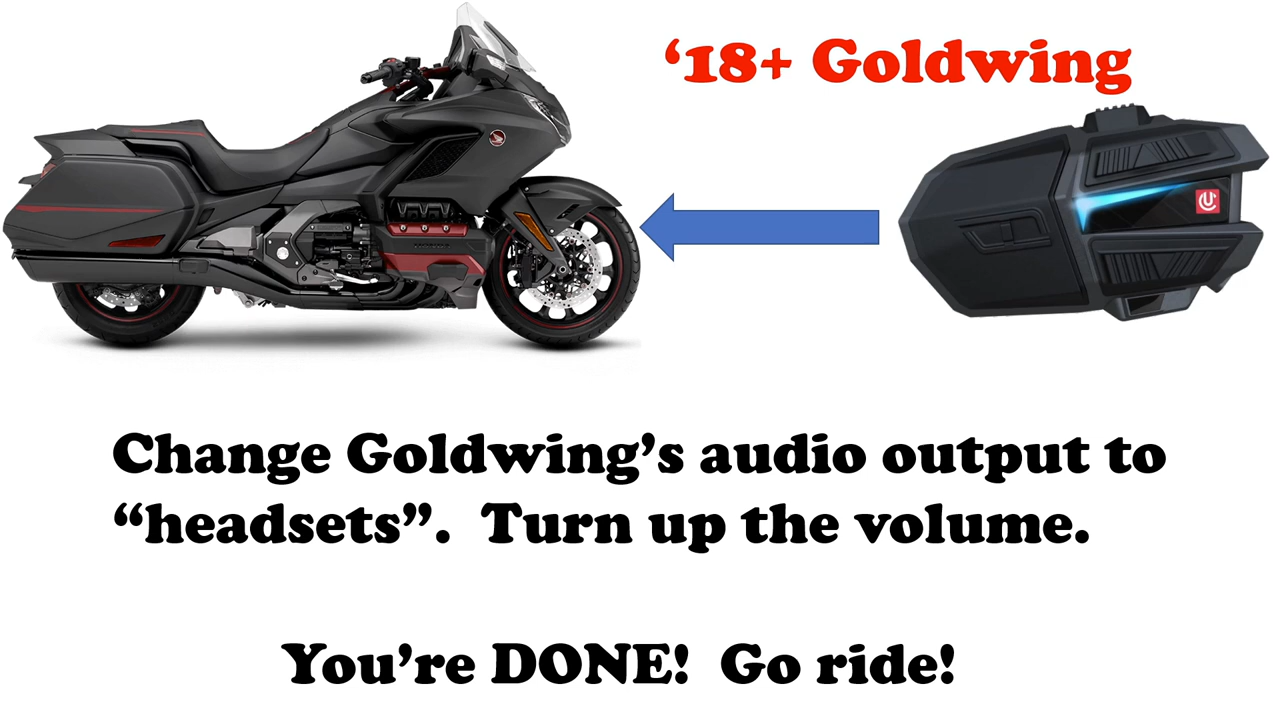 ‘18+ Goldwing
Change Goldwing’s audio output to
“headsets”.  Turn up the volume.
You’re DONE!  Go ride!